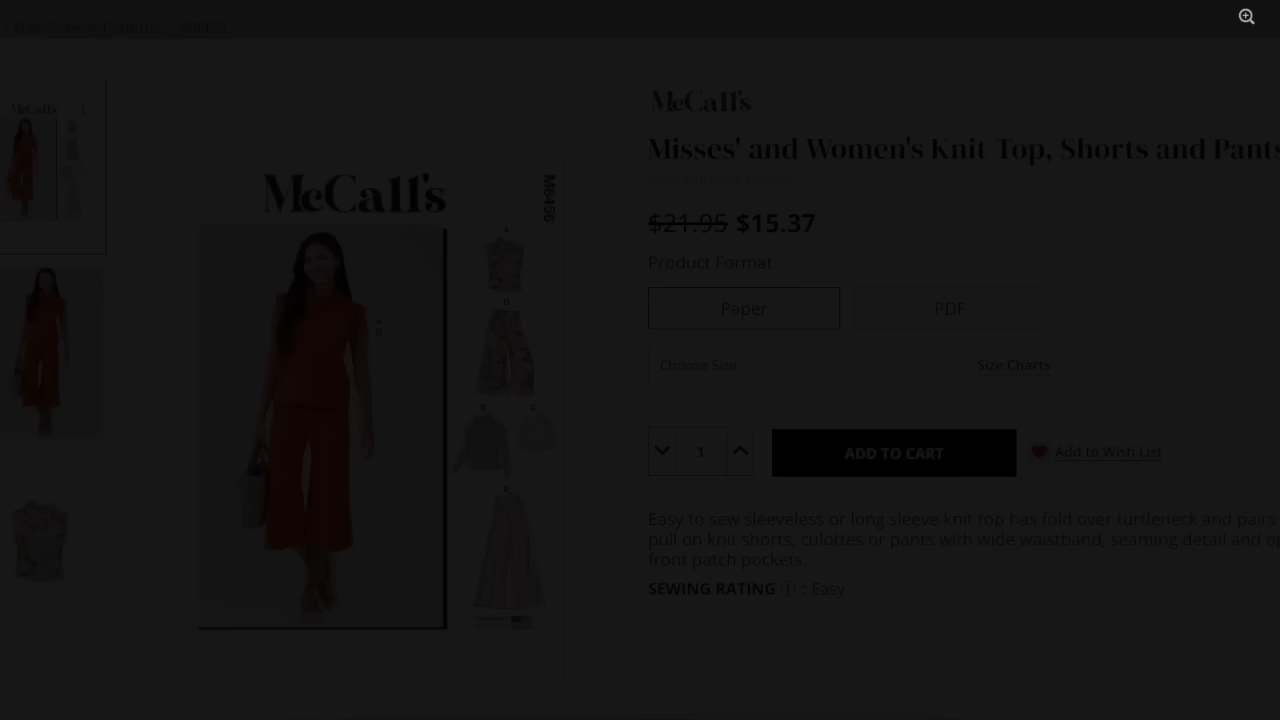 New Sewing Patterns
McCall's
Misses' and Women's Knit Top, Shorts and Pants
$21.95 $15.37
Product Format
Paper PDF
Choose Size Size Charts
1 ADD TO CART Add to Wish List
Easy to sew sleeveless or long sleeve knit top has fold over turtleneck and pairs
pull on knit shorts, culottes or pants with wide waistband, seaming detail and
front patch pockets.
SEWING RATING ⓘ : Easy
McCall's
McCall's
M8456
A
D
B C
E